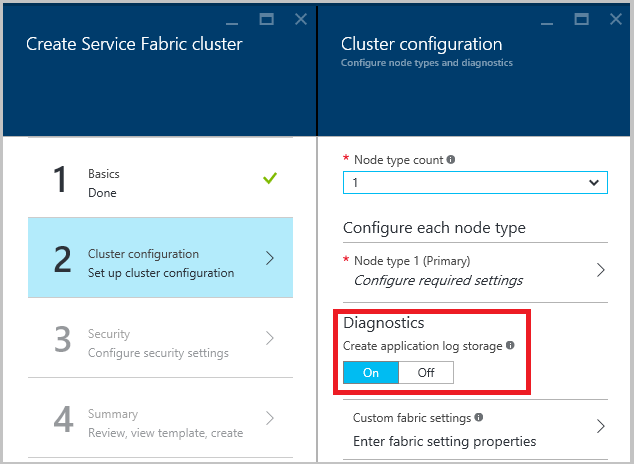 Create Service Fabric cluster
1
Basics
Done
2
Cluster configuration
Set up cluster configuration
3
Security
Configure security settings
4
Summary
Review, view template, create
Cluster configuration
Configure node types and diagnostics
* Node type count
1
Configure each node type
* Node type 1 (Primary)
Configure required settings
Diagnostics
Create application log storage
On Off
Custom fabric settings
Enter fabric setting properties